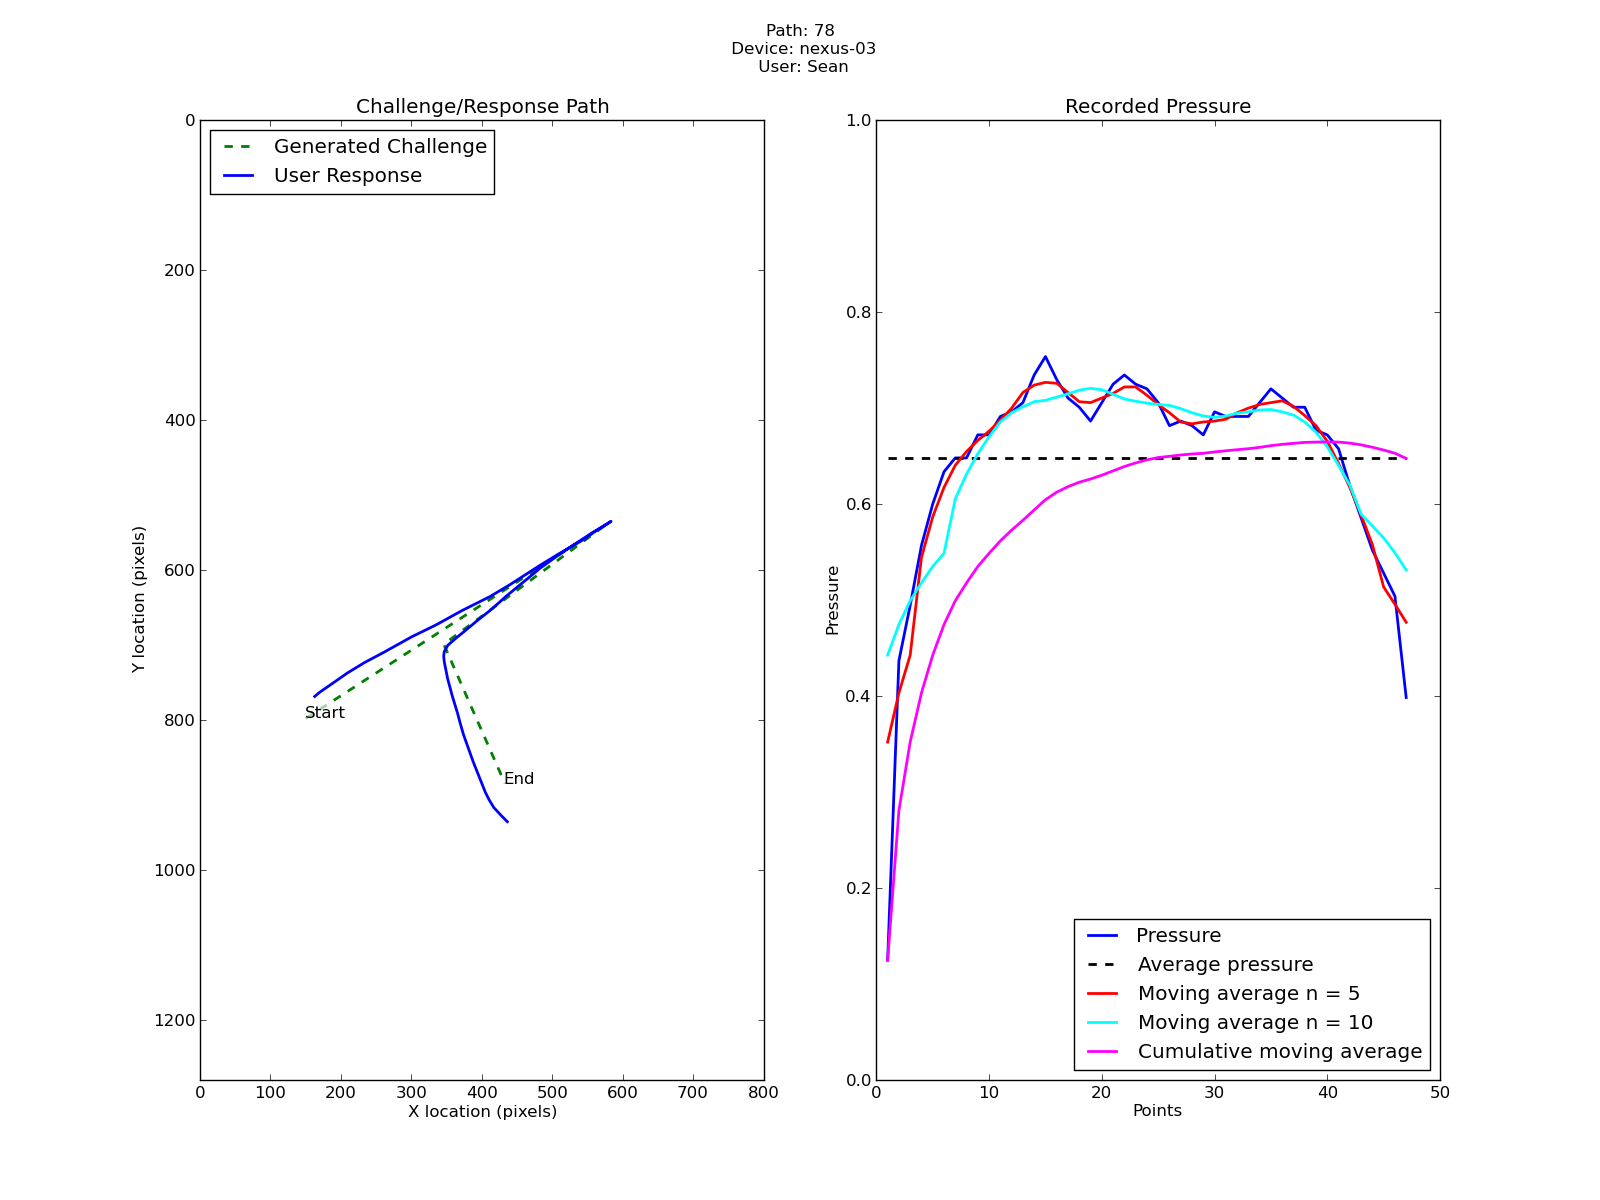 Path: 78
Device: nexus-03
User: Sean
Challenge/Response Path
0
200
400
600
800
1000
1200
Y location (pixels)
Generated Challenge
User Response
Start
End
0 100 200 300 400 500 600 700 800
X location (pixels)
Recorded Pressure
1.0
0.8
0.6
0.4
0.2
0.0
Pressure
Pressure
Average pressure
Moving average n = 5
Moving average n = 10
Cumulative moving average
0 10 20 30 40 50
Points